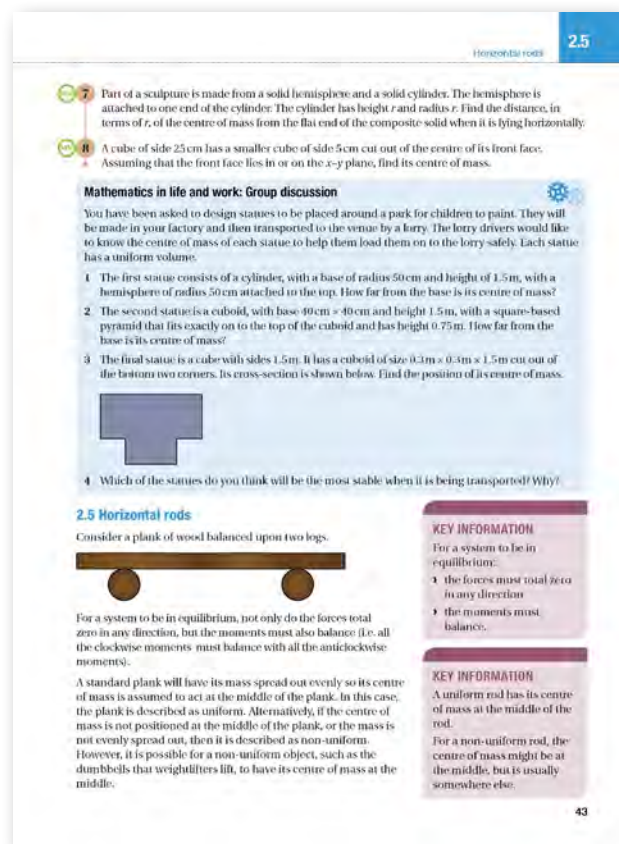 2.5
Horizontal rods
7 Part of a sculpture is made from a solid hemisphere and a solid cylinder. The hemisphere is
attached to one end of the cylinder. The cylinder has height r and radius r. Find the distance, in
terms of r, of the centre of mass from the flat end of the composite solid when it is lying horizontally.
8 A cube of side 25 cm has a smaller cube of side 5 cm cut out of the centre of its front face.
Assuming that the front face lies in or on the x–y plane, find its centre of mass.
Mathematics in life and work: Group discussion
You have been asked to design statues to be placed around a park for children to paint. They will
be made in your factory and then transported to the venue by a lorry. The lorry drivers would like
to know the centre of mass of each statue to help them load them on to the lorry safely. Each statue
has a uniform volume.
1 The first statue consists of a cylinder, with a base of radius 50 cm and height of 1.5 m, with a
hemisphere of radius 50 cm attached to the top. How far from the base is its centre of mass?
2 The second statue is a cuboid, with base 40 cm × 40 cm and height 1.5 m, with a square-based
pyramid that fits exactly on to the top of the cuboid and has height 0.75 m. How far from the
base is its centre of mass?
3 The final statue is a cube with sides 1.5 m. It has a cuboid of size 0.3 m × 0.3 m × 1.5 m cut out of
the bottom two corners. Its cross-section is shown below. Find the position of its centre of mass.
4 Which of the statues do you think will be the most stable when it is being transported? Why?
2.5 Horizontal rods
Consider a plank of wood balanced upon two logs.
For a system to be in equilibrium, not only do the forces total
zero in any direction, but the moments must also balance (i.e. all
the clockwise moments must balance with all the anticlockwise
moments).
A standard plank will have its mass spread out evenly so its centre
of mass is assumed to act at the middle of the plank. In this case,
the plank is described as uniform. Alternatively, if the centre of
mass is not positioned at the middle of the plank, or the mass is
not evenly spread out, then it is described as non-uniform.
However, it is possible for a non-uniform object, such as the
dumbbells that weightlifters lift, to have its centre of mass at the
middle.
KEY INFORMATION
For a system to be in
equilibrium:
› the forces must total zero
in any direction
› the moments must
balance.
KEY INFORMATION
A uniform rod has its centre
of mass at the middle of the
rod.
For a non-uniform rod, the
centre of mass might be at
the middle, but is usually
somewhere else.
43